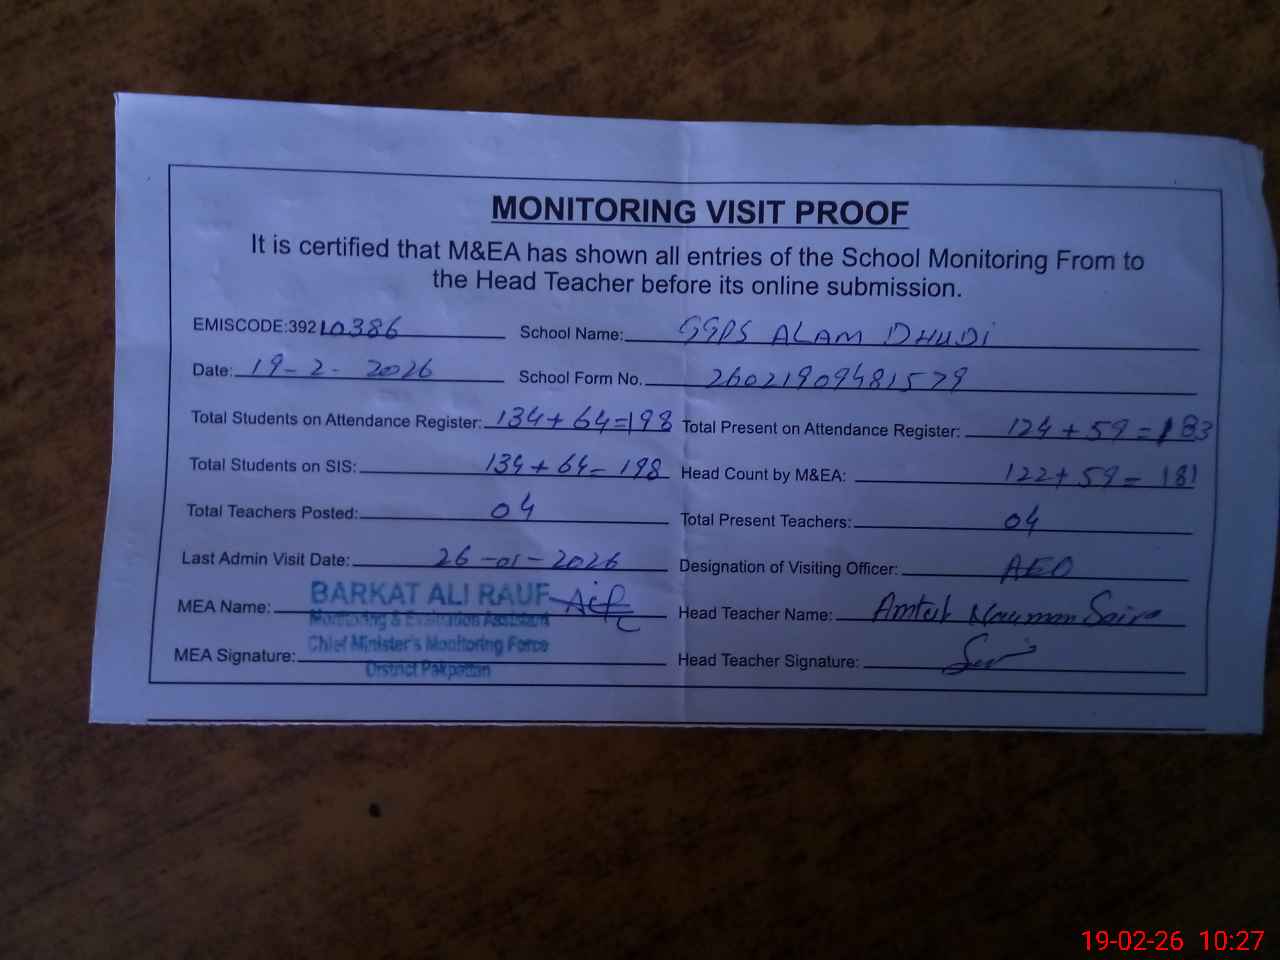 MONITORING VISIT PROOF
It is certified that M&EA has shown all entries of the School Monitoring From to
the Head Teacher before its online submission.
EMISCODE:39210386 School Name: GGPS ALAM DHUDI
Date: 19-2-2026 School Form No. 26021909481579
Total Students on Attendance Register: 134+64=198 Total Present on Attendance Register: 124+59=183
Total Students on SIS: 134+64=198 Head Count by M&EA: 122+59=181
Total Teachers Posted: 04 Total Present Teachers: 04
Last Admin Visit Date: 26-01-2026 Designation of Visiting Officer: AEO
MEA Name: BARKAT ALI RAUF Head Teacher Name: Saira
Monitoring & Evaluation Assistant
Chief Minister's Monitoring Force
MEA Signature: Head Teacher Signature:
District Pakpattan
19-02-26 10:27